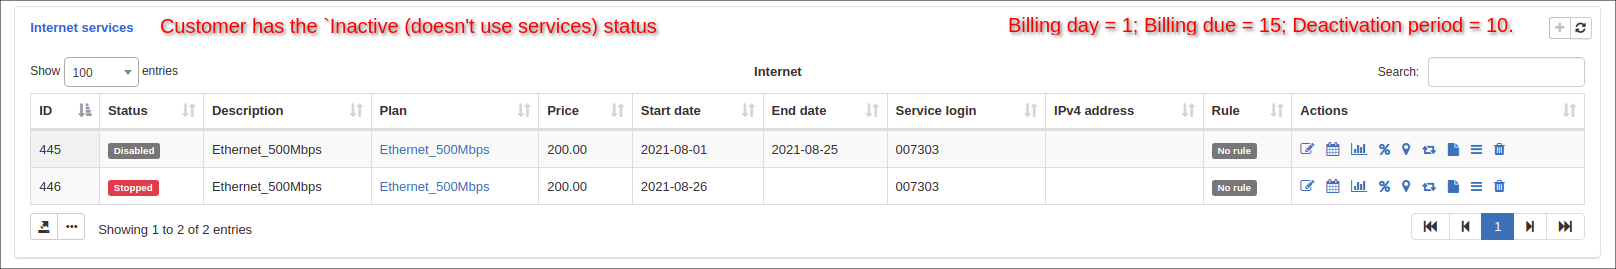 Internet services
Customer has the `Inactive (doesn't use services) status
Billing day = 1; Billing due = 15; Deactivation period = 10.
Show 100 entries
Internet
Search:
ID Status Description Plan Price Start date End date Service login IPv4 address Rule Actions
445 Disabled Ethernet_500Mbps Ethernet_500Mbps 200.00 2021-08-01 2021-08-25 007303 No rule
446 Stopped Ethernet_500Mbps Ethernet_500Mbps 200.00 2021-08-26 007303 No rule
Showing 1 to 2 of 2 entries
1